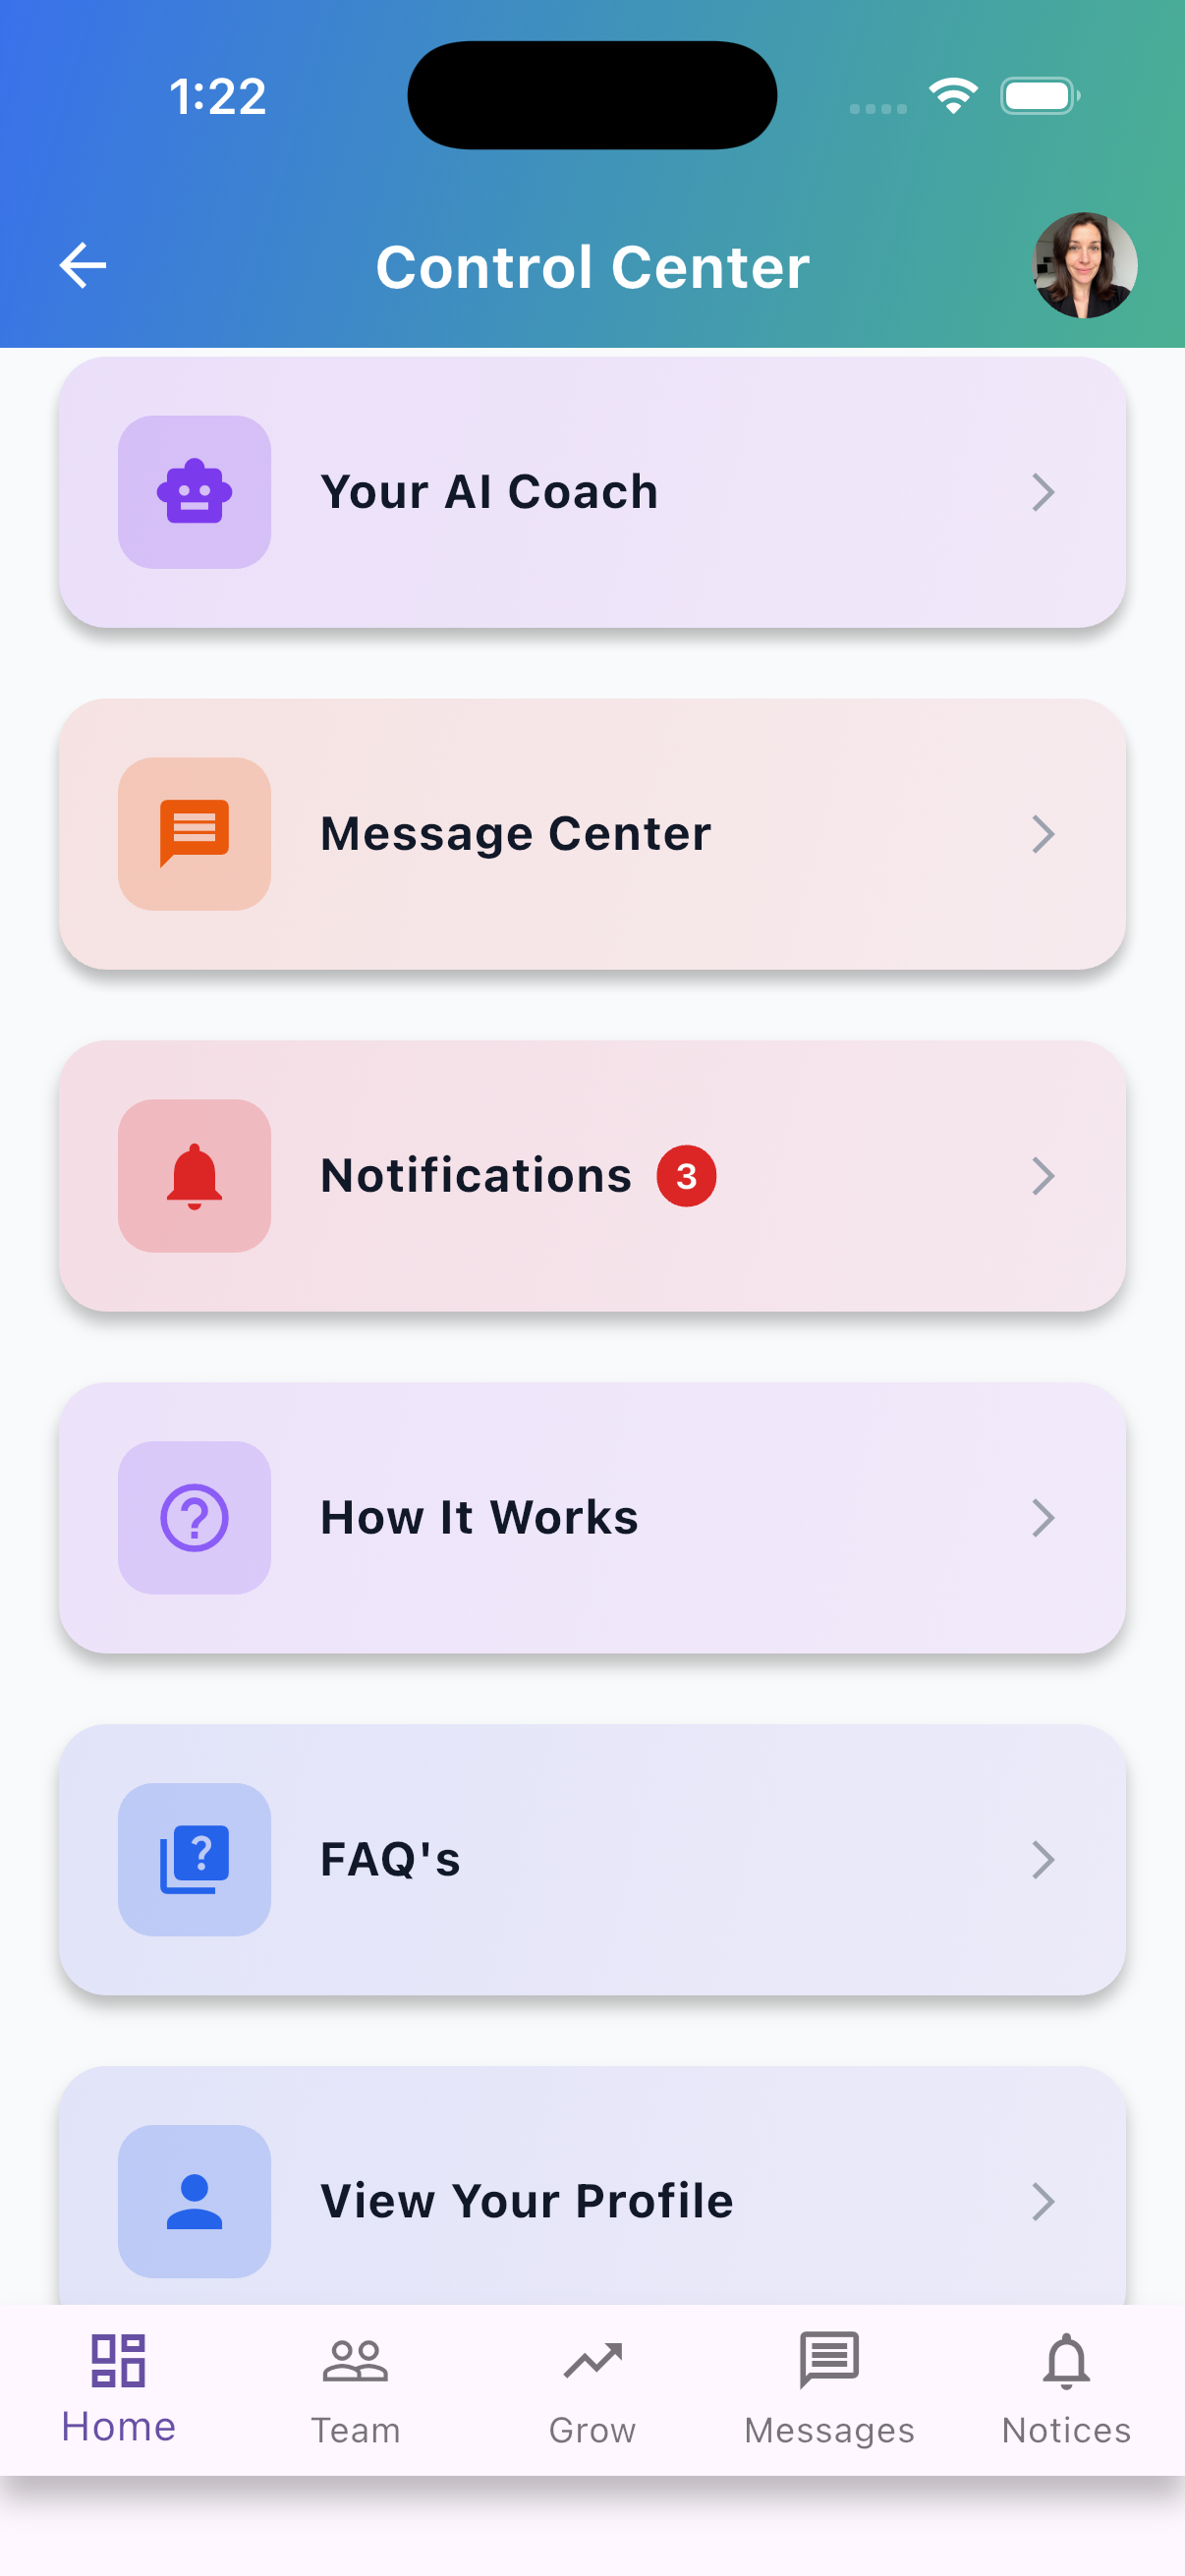 1:22
Control Center
Your AI Coach
Message Center
Notifications 3
How It Works
?
FAQ's
?
View Your Profile
Home Team Grow Messages Notices